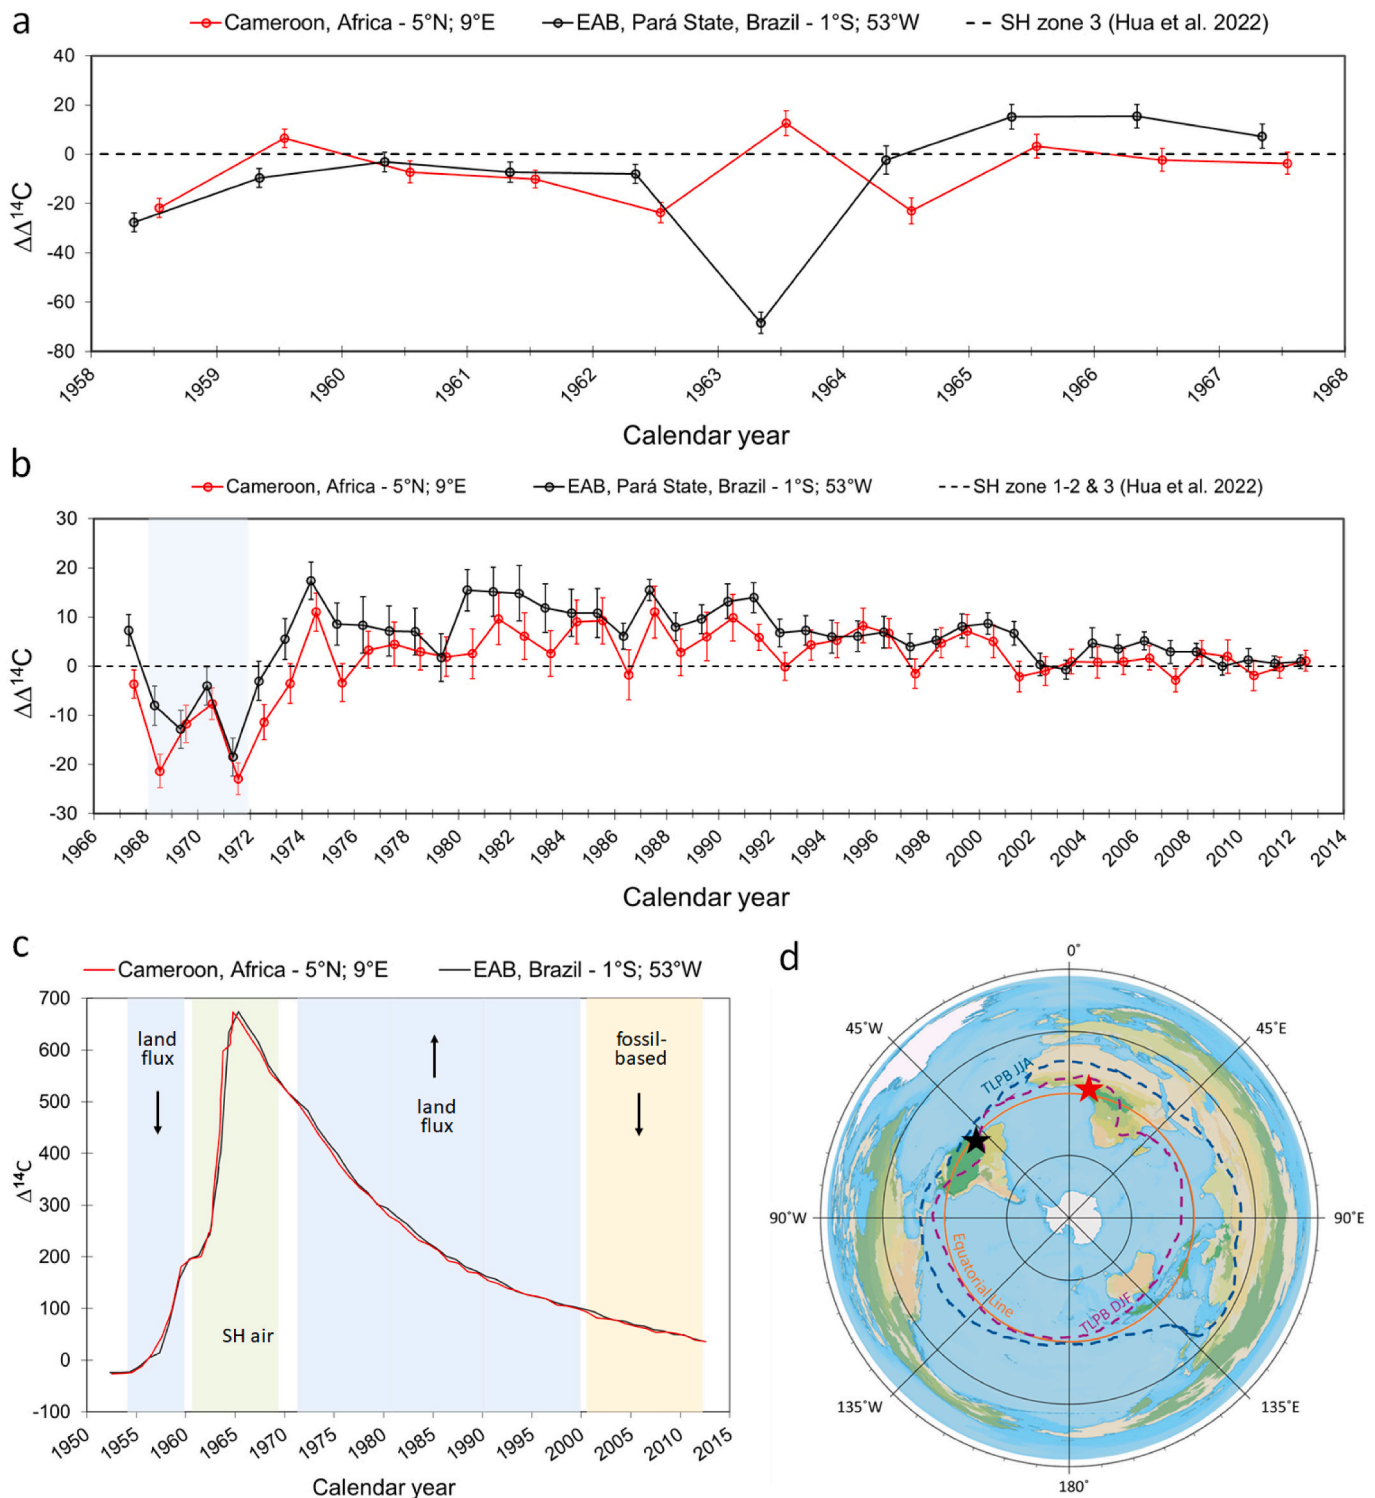 a
Cameroon, Africa - 5°N; 9°E
EAB, Pará State, Brazil - 1°S; 53°W
SH zone 3 (Hua et al. 2022)
40
20
0
-20
-40
-60
-80
ΔΔ¹⁴C
1958
1959
1960
1961
1962
1963
1964
1965
1966
1967
1968
Calendar year
b
Cameroon, Africa - 5°N; 9°E
EAB, Pará State, Brazil - 1°S; 53°W
SH zone 1-2 & 3 (Hua et al. 2022)
30
20
10
0
-10
-20
-30
ΔΔ¹⁴C
1966
1968
1970
1972
1974
1976
1978
1980
1982
1984
1986
1988
1990
1992
1994
1996
1998
2000
2002
2004
2006
2008
2010
2012
2014
Calendar year
c
Cameroon, Africa - 5°N; 9°E
EAB, Brazil - 1°S; 53°W
700
600
500
400
300
200
100
0
-100
Δ¹⁴C
land
flux
SH air
land
flux
fossil-
based
1950
1955
1960
1965
1970
1975
1980
1985
1990
1995
2000
2005
2010
2015
Calendar year
d
0°
45°W
45°E
90°W
90°E
135°W
135°E
180°
TLPB JJA
Equatorial Line
TLPB DJF